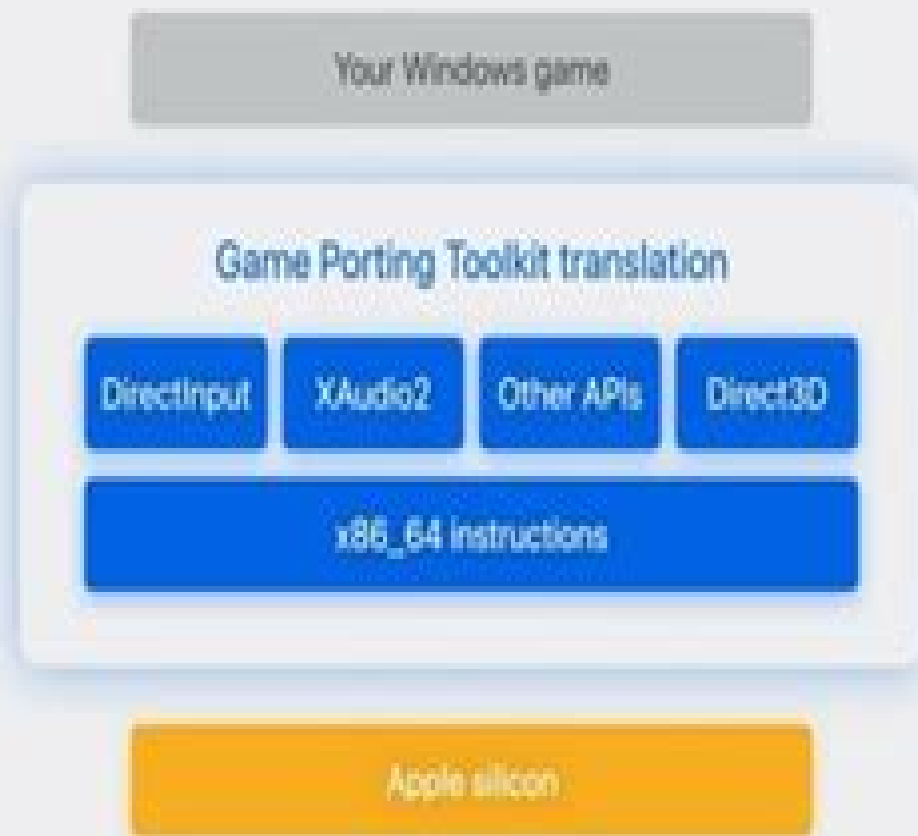 Your Windows game
Game Porting Toolkit translation
DirectInput XAudio2 Other APIs Direct3D
x86_64 instructions
Apple silicon